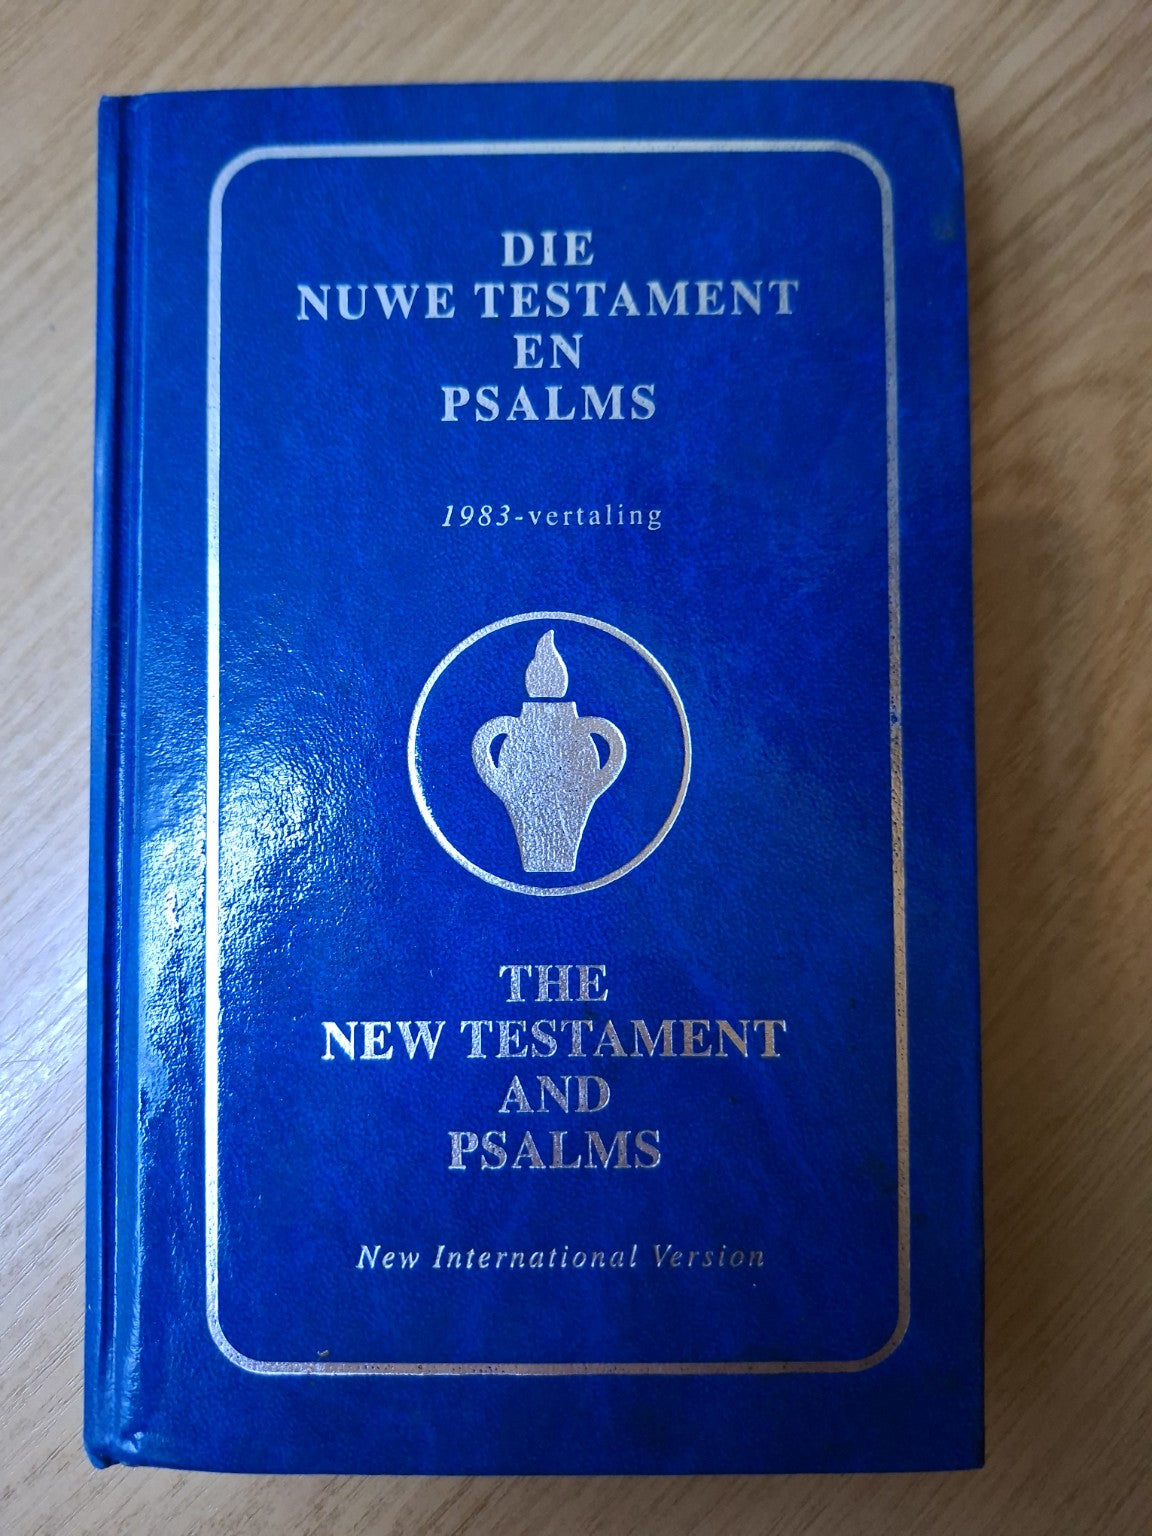 DIE
NUWE TESTAMENT
EN
PSALMS
1983-vertaling
THE
NEW TESTAMENT
AND
PSALMS
New International Version